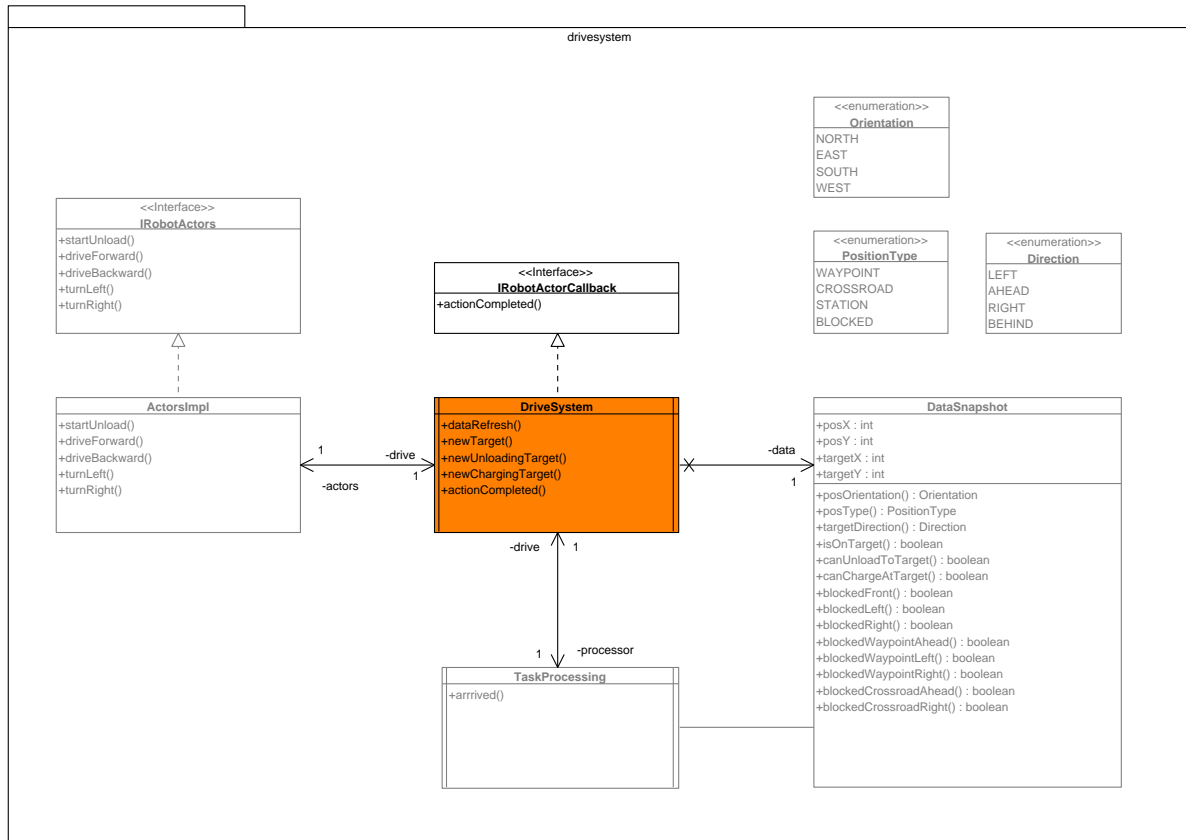 drivesystem
<<enumeration>>
Orientation
NORTH
EAST
SOUTH
WEST
<<Interface>>
IRobotActors
+startUnload()
+driveForward()
+driveBackward()
+turnLeft()
+turnRight()
<<enumeration>>
PositionType
WAYPOINT
CROSSROAD
STATION
BLOCKED
<<enumeration>>
Direction
LEFT
AHEAD
RIGHT
BEHIND
<<Interface>>
IRobotActorCallback
+actionCompleted()
ActorsImpl
+startUnload()
+driveForward()
+driveBackward()
+turnLeft()
+turnRight()
1
-drive
-actors
1
DriveSystem
+dataRefresh()
+newTarget()
+newUnloadingTarget()
+newChargingTarget()
+actionCompleted()
-data
1
DataSnapshot
+posX : int
+posY : int
+targetX : int
+targetY : int
+posOrientation() : Orientation
+posType() : PositionType
+targetDirection() : Direction
+isOnTarget() : boolean
+canUnloadToTarget() : boolean
+canChargeAtTarget() : boolean
+blockedFront() : boolean
+blockedLeft() : boolean
+blockedRight() : boolean
+blockedWaypointAhead() : boolean
+blockedWaypointLeft() : boolean
+blockedWaypointRight() : boolean
+blockedCrossroadAhead() : boolean
+blockedCrossroadRight() : boolean
-drive
1
1
-processor
TaskProcessing
+arrrived()